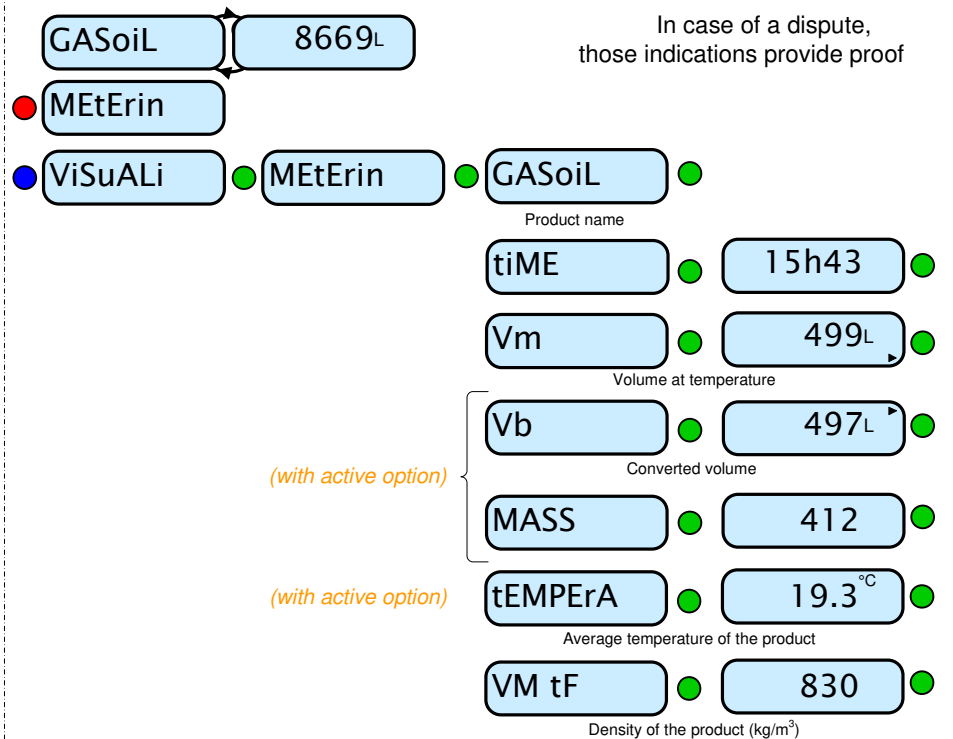 GASoiL 8669L
In case of a dispute,
those indications provide proof
MEtErin
ViSuALi MEtErin GASoiL
Product name
tiME 15h43
Vm 499L
Volume at temperature
Vb 497L
Converted volume
(with active option)
MASS 412
(with active option) tEMPErA 19.3°C
Average temperature of the product
VM tF 830
Density of the product (kg/m³)